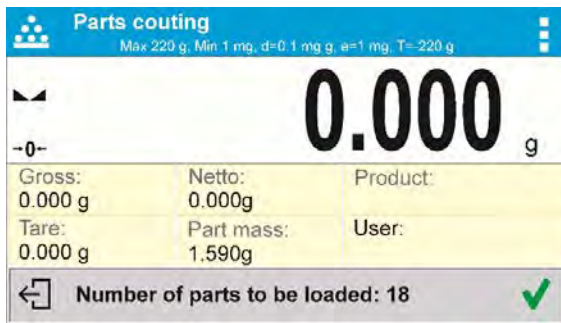 Parts couting
Max 220 g, Min 1 mg, d=0.1 mg g, e=1 mg, T=-220 g
0.000 g
→0←
Gross: Netto: Product:
0.000 g 0.000g
Tare: Part mass: User:
0.000 g 1.590g
Number of parts to be loaded: 18